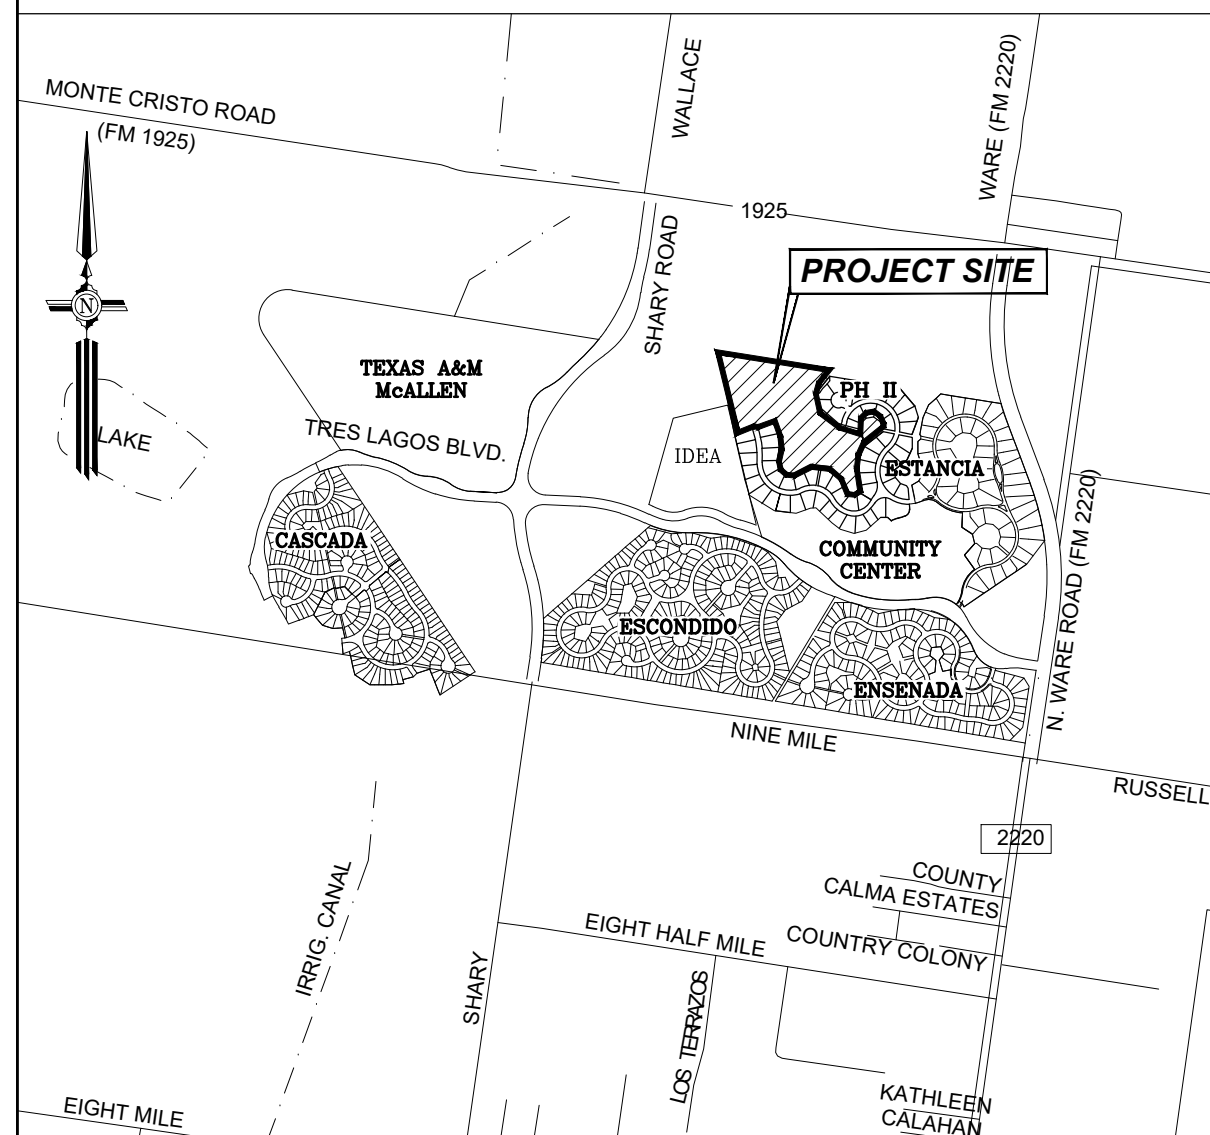 WALLACE
WARE (FM 2220)
MONTE CRISTO ROAD
(FM 1925)
1925
SHARY ROAD
PROJECT SITE
N
TEXAS A&M
McALLEN
PH II
LAKE
TRES LAGOS BLVD.
IDEA
ESTANCIA
CASCADA
COMMUNITY
CENTER
N. WARE ROAD (FM 2220)
ESCONDIDO
ENSENADA
NINE MILE
RUSSELL
2220
COUNTY
CALMA ESTATES
IRRIG. CANAL
EIGHT HALF MILE
COUNTRY COLONY
SHARY
LOS TERRAZOS
KATHLEEN
CALAHAN
EIGHT MILE